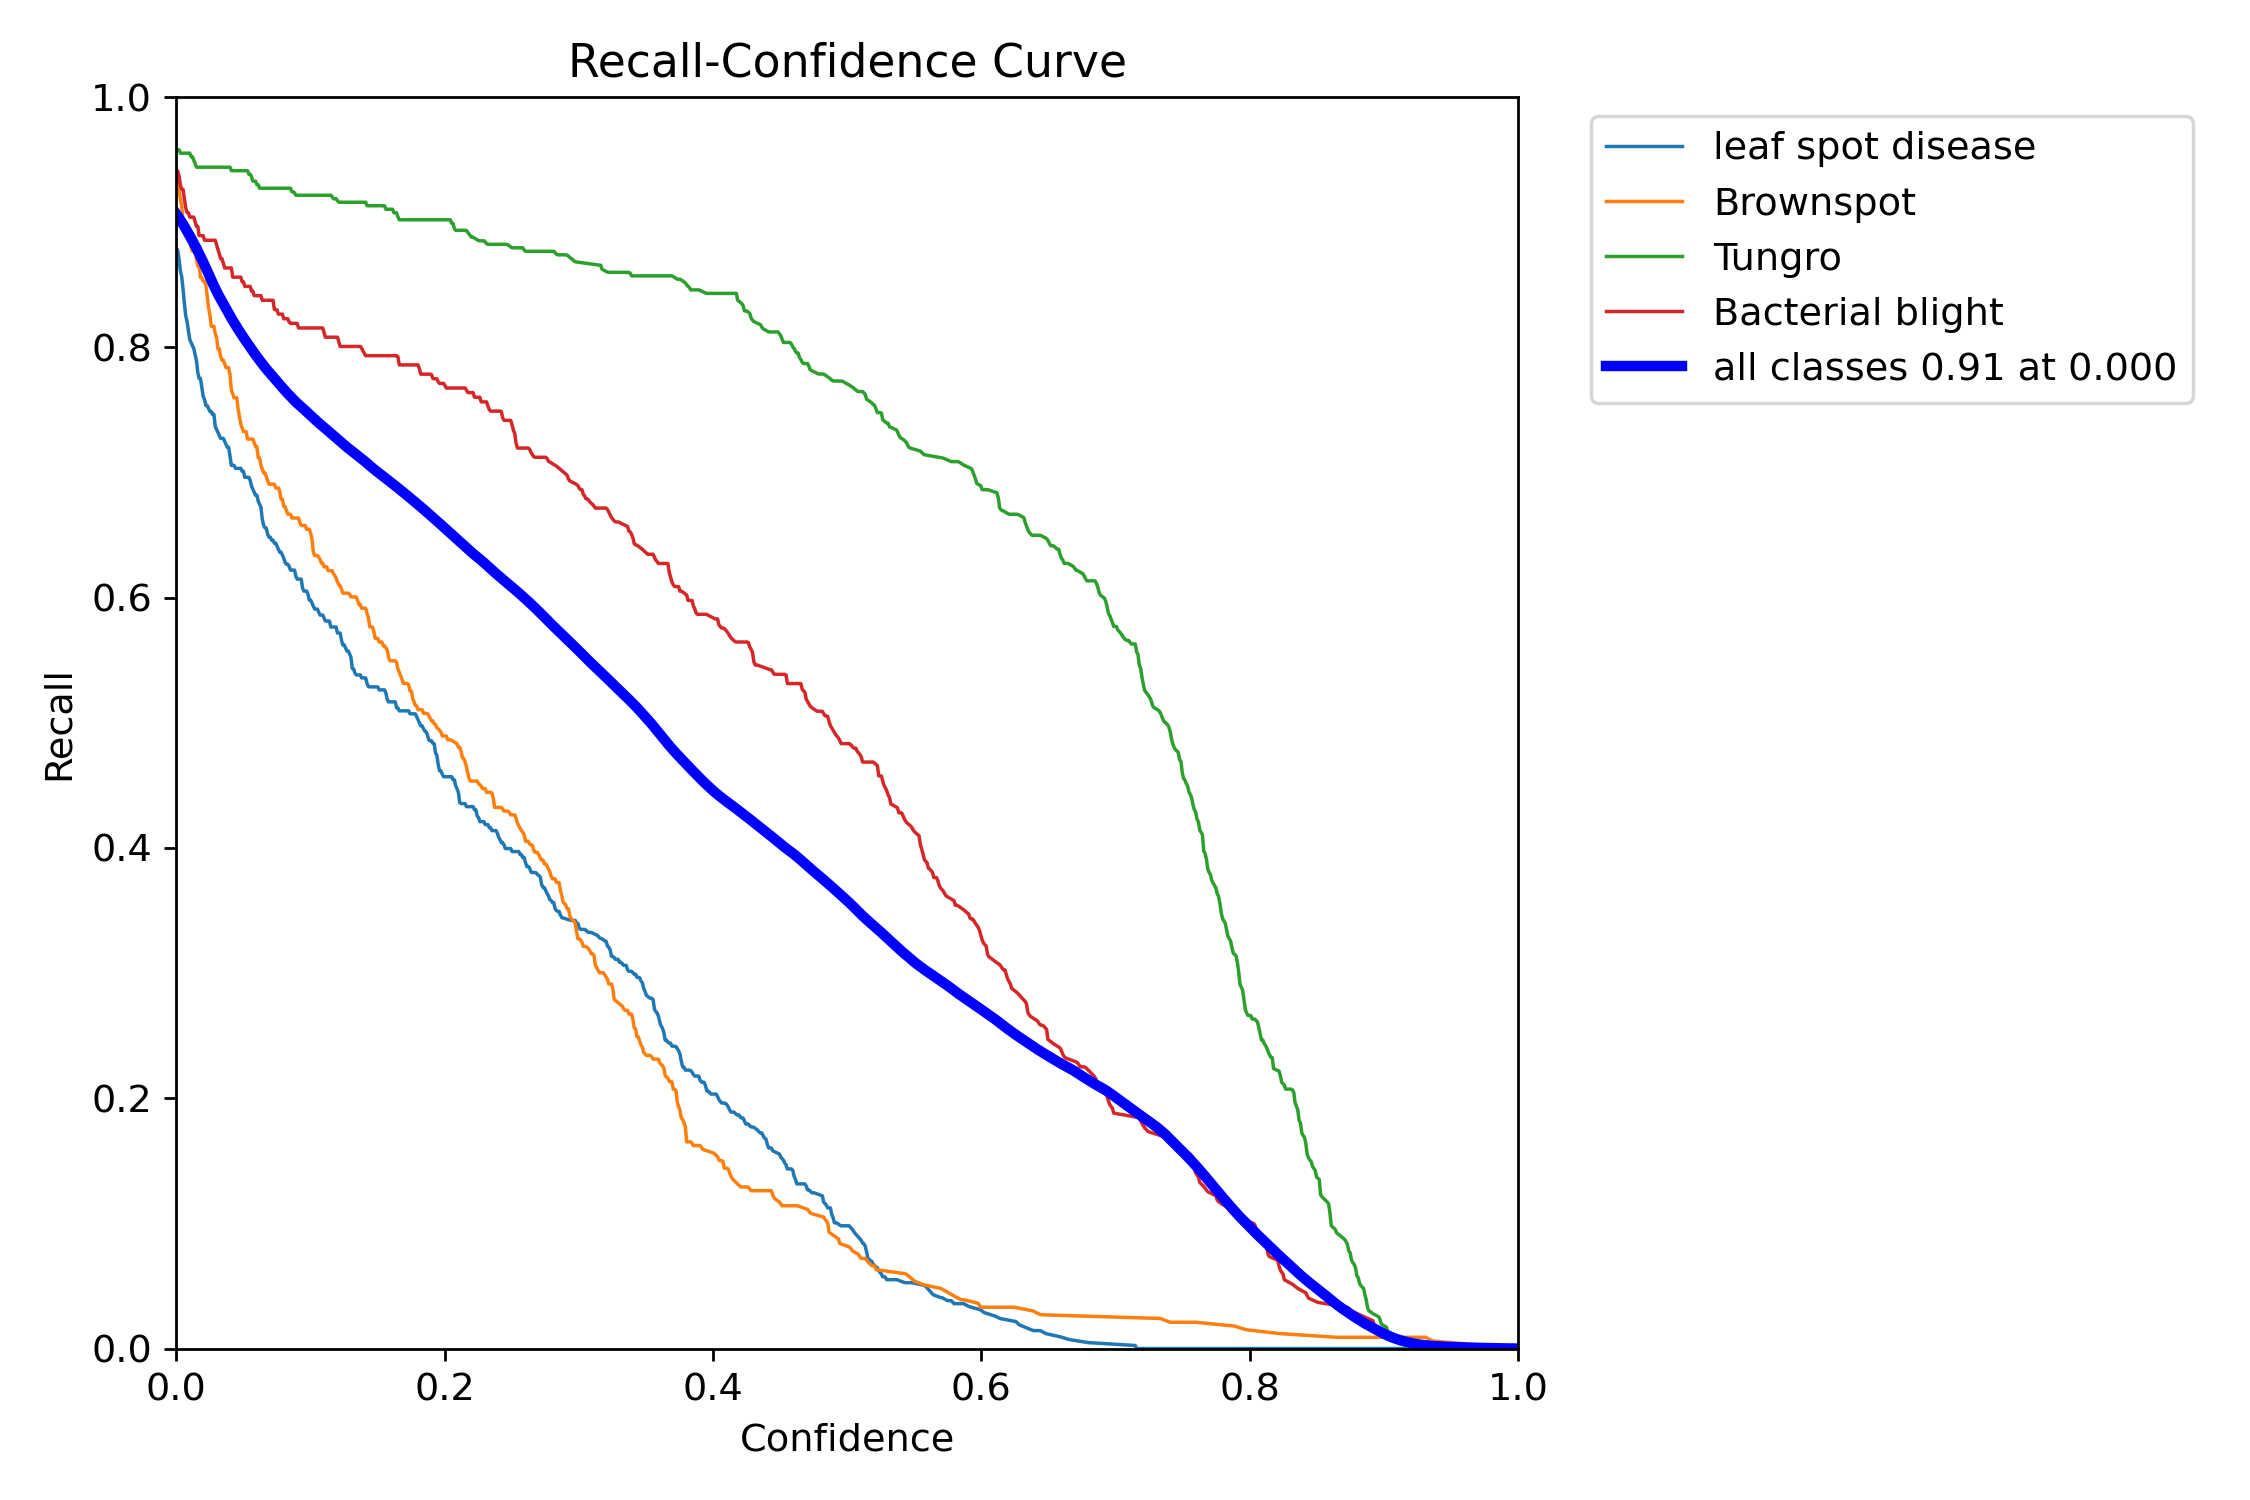 Recall-Confidence Curve
1.0
0.8
0.6
0.4
0.2
0.0
Recall
0.0 0.2 0.4 0.6 0.8 1.0
Confidence
leaf spot disease
Brownspot
Tungro
Bacterial blight
all classes 0.91 at 0.000